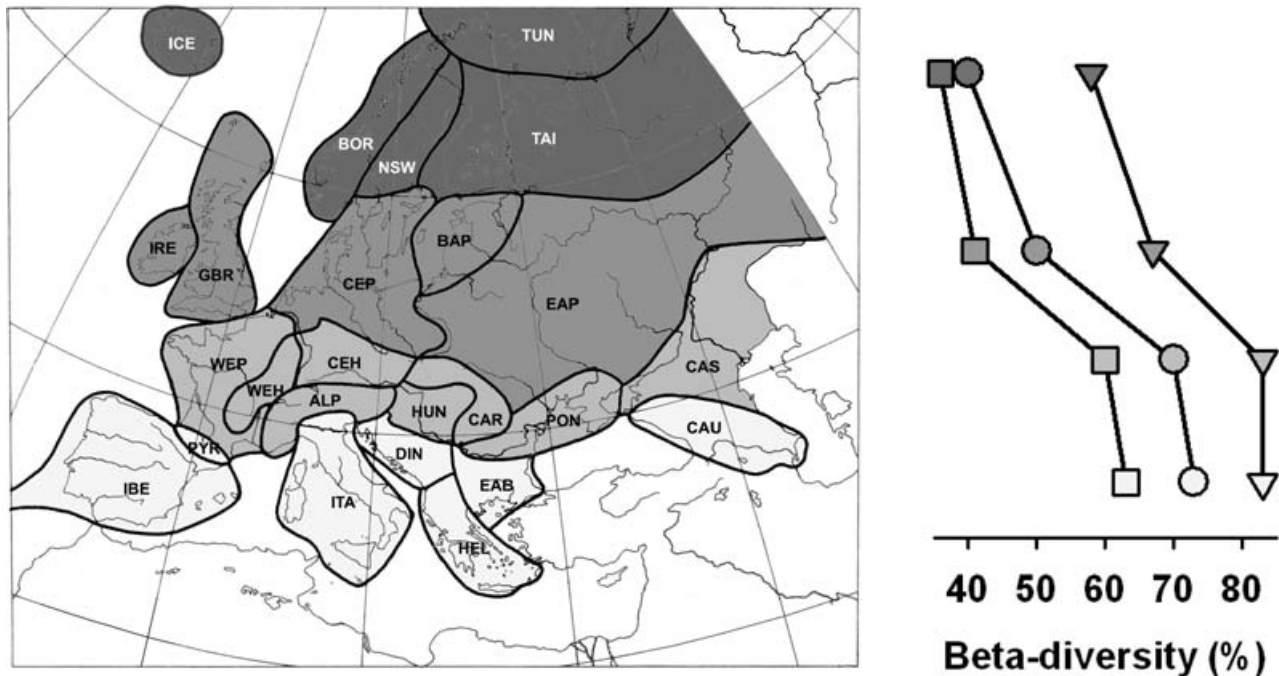 ICE
TUN
BOR
NSW
TAI
IRE
GBR
BAP
CEP
EAP
WEP
WEH
CEH
ALP
HUN
CAR
PON
CAS
CAU
PYR
DIN
IBE
ITA
EAB
HEL
40 50 60 70 80
Beta-diversity (%)